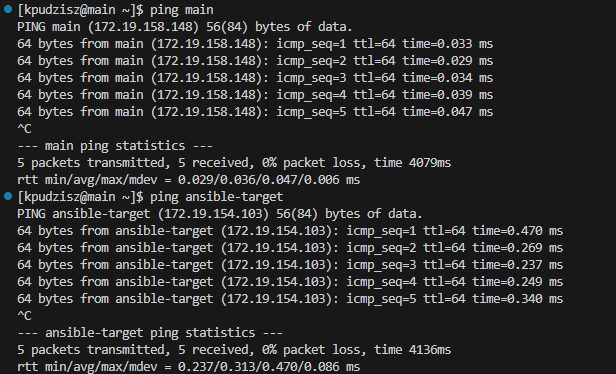 [kpudzisz@main ~]$ ping main
PING main (172.19.158.148) 56(84) bytes of data.
64 bytes from main (172.19.158.148): icmp_seq=1 ttl=64 time=0.033 ms
64 bytes from main (172.19.158.148): icmp_seq=2 ttl=64 time=0.029 ms
64 bytes from main (172.19.158.148): icmp_seq=3 ttl=64 time=0.034 ms
64 bytes from main (172.19.158.148): icmp_seq=4 ttl=64 time=0.039 ms
64 bytes from main (172.19.158.148): icmp_seq=5 ttl=64 time=0.047 ms
^C
--- main ping statistics ---
5 packets transmitted, 5 received, 0% packet loss, time 4079ms
rtt min/avg/max/mdev = 0.029/0.036/0.047/0.006 ms
[kpudzisz@main ~]$ ping ansible-target
PING ansible-target (172.19.154.103) 56(84) bytes of data.
64 bytes from ansible-target (172.19.154.103): icmp_seq=1 ttl=64 time=0.470 ms
64 bytes from ansible-target (172.19.154.103): icmp_seq=2 ttl=64 time=0.269 ms
64 bytes from ansible-target (172.19.154.103): icmp_seq=3 ttl=64 time=0.237 ms
64 bytes from ansible-target (172.19.154.103): icmp_seq=4 ttl=64 time=0.249 ms
64 bytes from ansible-target (172.19.154.103): icmp_seq=5 ttl=64 time=0.340 ms
^C
--- ansible-target ping statistics ---
5 packets transmitted, 5 received, 0% packet loss, time 4136ms
rtt min/avg/max/mdev = 0.237/0.313/0.470/0.086 ms